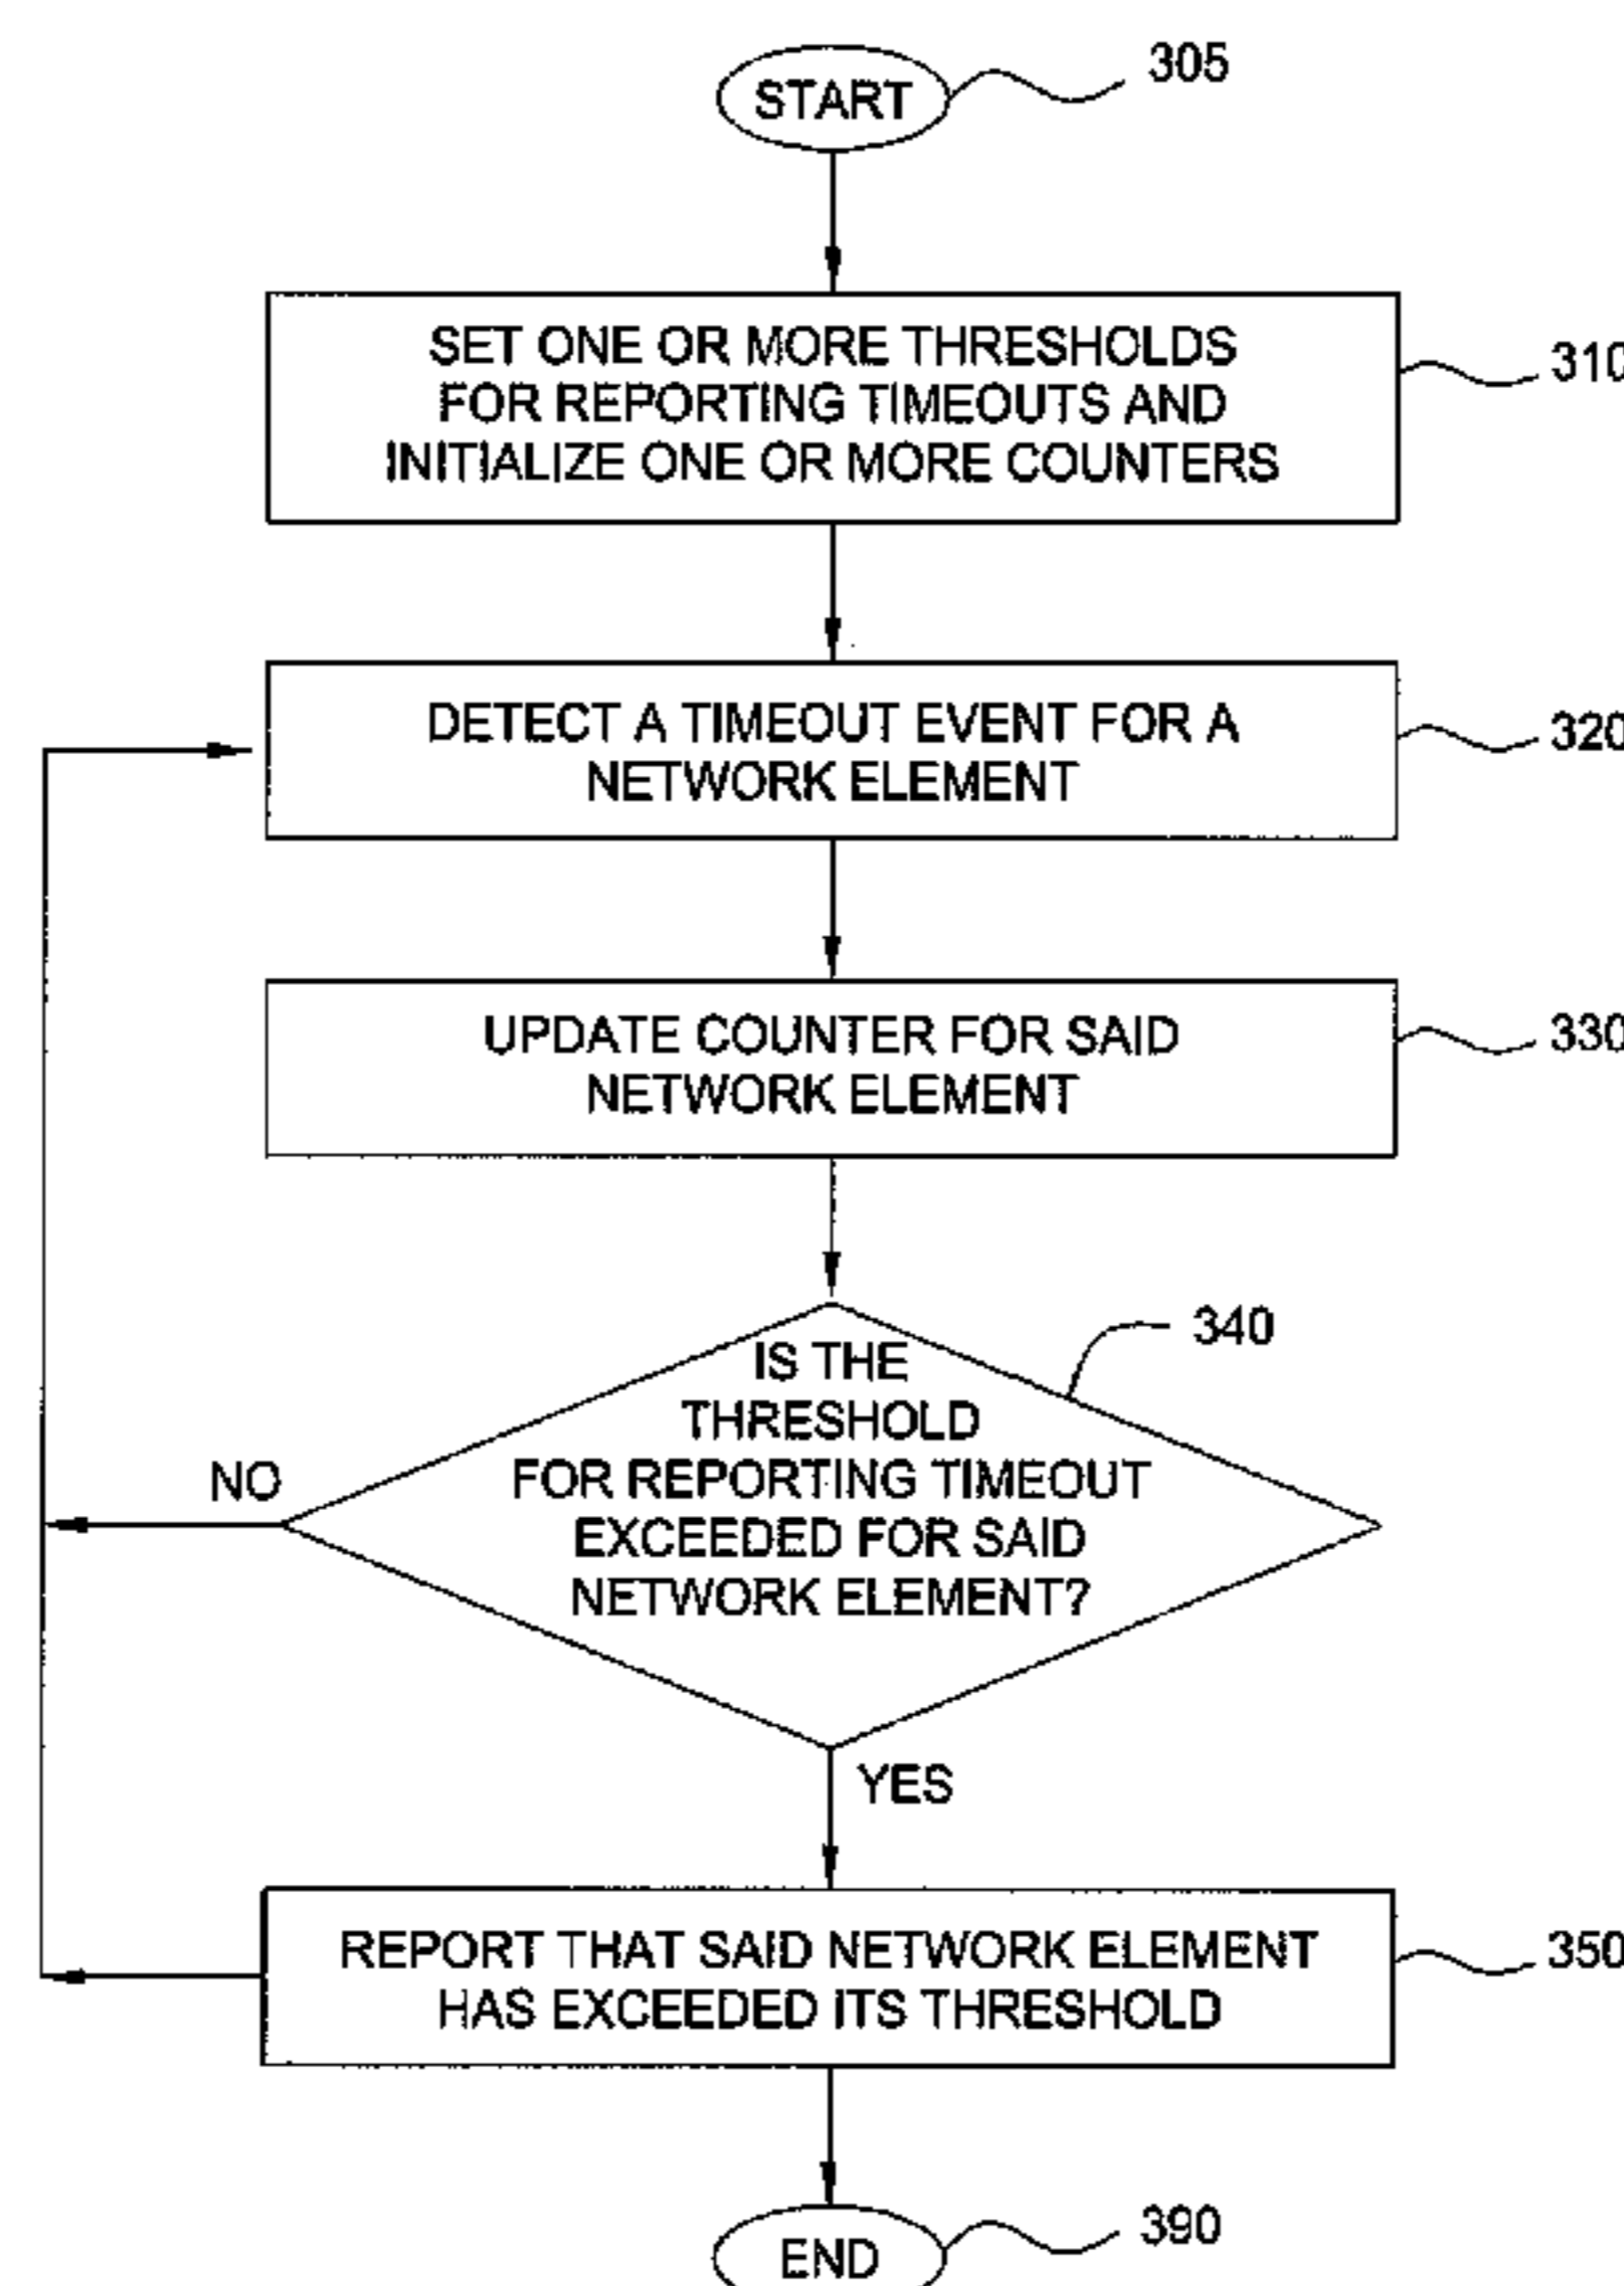 START
305
SET ONE OR MORE THRESHOLDS
FOR REPORTING TIMEOUTS AND
INITIALIZE ONE OR MORE COUNTERS
310
DETECT A TIMEOUT EVENT FOR A
NETWORK ELEMENT
320
UPDATE COUNTER FOR SAID
NETWORK ELEMENT
330
340
IS THE
THRESHOLD
FOR REPORTING TIMEOUT
EXCEEDED FOR SAID
NETWORK ELEMENT?
NO
YES
REPORT THAT SAID NETWORK ELEMENT
HAS EXCEEDED ITS THRESHOLD
350
END
390